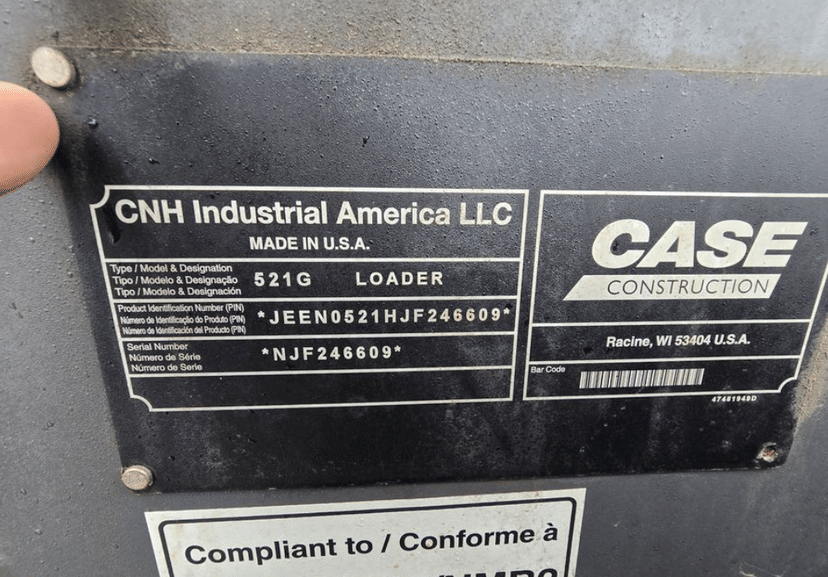 CNH Industrial America LLC
MADE IN U.S.A.
Type / Model & Designation
Tipo / Modelo & Designação
Tipo / Modelo & Designación
521G LOADER
Product Identification Number (PIN)
Número de Identificação do Produto (PIN)
Número de Identificación del Producto (PIN)
*JEEN0521HJF246609*
Serial Number
Número de Série
Número de Serie
*NJF246609*
CASE
CONSTRUCTION
Racine, WI 53404 U.S.A.
Bar Code
47481949D
Compliant to / Conforme à